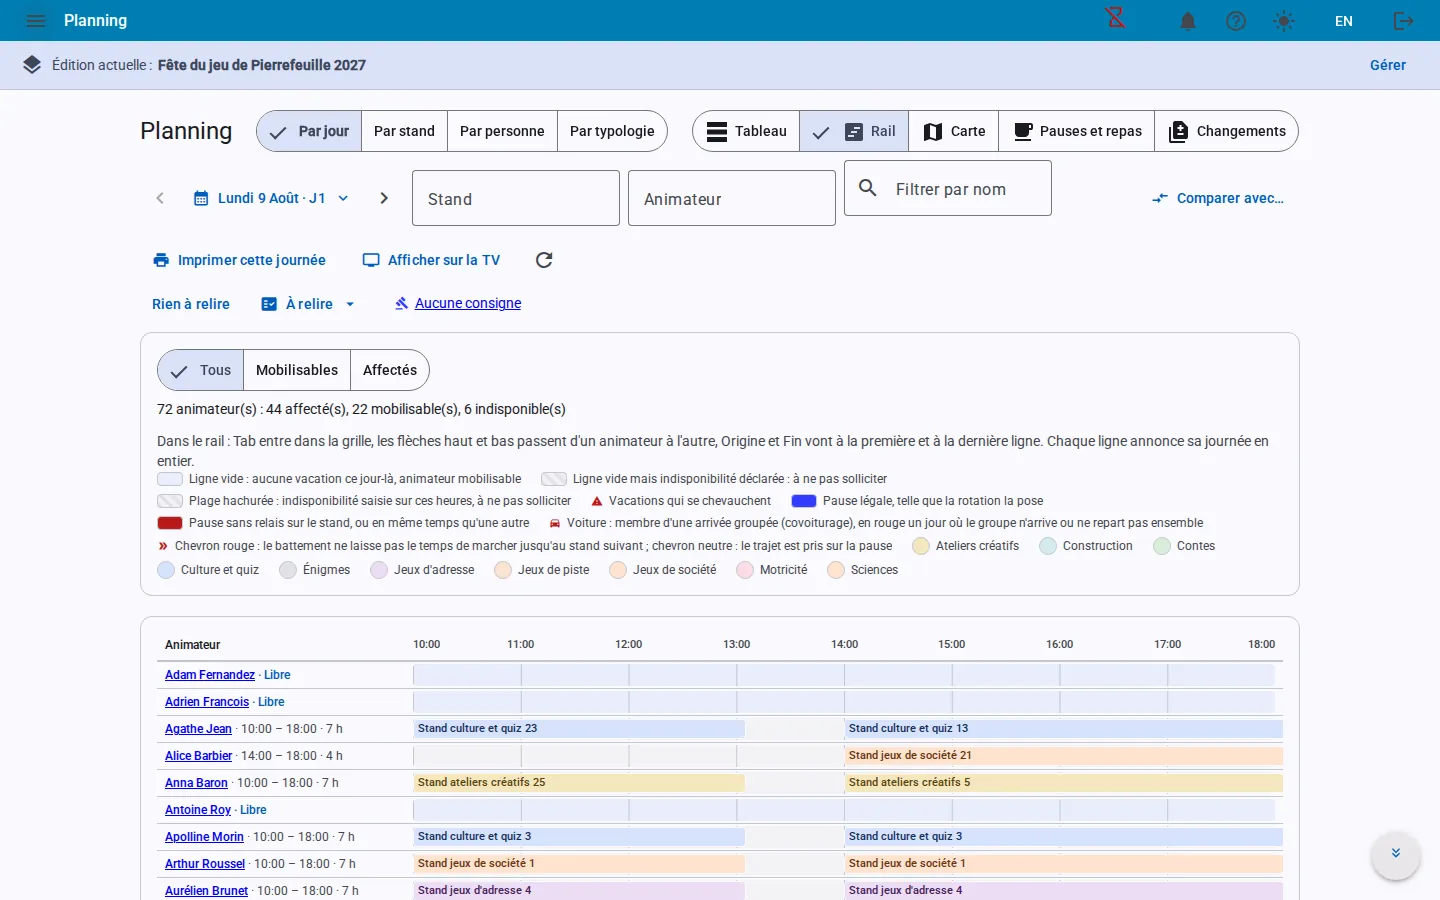 Planning
EN
Édition actuelle : Fête du jeu de Pierrefeuille 2027
Gérer
Planning
Par jour
Par stand
Par personne
Par typologie
Tableau
Rail
Carte
Pauses et repas
Changements
Lundi 9 Août · J1
Stand
Animateur
Filtrer par nom
Comparer avec…
Imprimer cette journée
Afficher sur la TV
Rien à relire
À relire
Aucune consigne
Tous
Mobilisables
Affectés
72 animateur(s) : 44 affecté(s), 22 mobilisable(s), 6 indisponible(s)
Dans le rail : Tab entre dans la grille, les flèches haut et bas passent d'un animateur à l'autre, Origine et Fin vont à la première et à la dernière ligne. Chaque ligne annonce sa journée en
entier.
Ligne vide : aucune vacation ce jour-là, animateur mobilisable
Ligne vide mais indisponibilité déclarée : à ne pas solliciter
Plage hachurée : indisponibilité saisie sur ces heures, à ne pas solliciter
Vacations qui se chevauchent
Pause légale, telle que la rotation la pose
Pause sans relais sur le stand, ou en même temps qu'une autre
Voiture : membre d'une arrivée groupée (covoiturage), en rouge un jour où le groupe n'arrive ou ne repart pas ensemble
Chevron rouge : le battement ne laisse pas le temps de marcher jusqu'au stand suivant ; chevron neutre : le trajet est pris sur la pause
Ateliers créatifs
Construction
Contes
Culture et quiz
Énigmes
Jeux d'adresse
Jeux de piste
Jeux de société
Motricité
Sciences
Animateur
10:00
11:00
12:00
13:00
14:00
15:00
16:00
17:00
18:00
Adam Fernandez · Libre
Adrien Francois · Libre
Agathe Jean · 10:00 – 18:00 · 7 h
Stand culture et quiz 23
Stand culture et quiz 13
Alice Barbier · 14:00 – 18:00 · 4 h
Stand jeux de société 21
Anna Baron · 10:00 – 18:00 · 7 h
Stand ateliers créatifs 25
Stand ateliers créatifs 5
Antoine Roy · Libre
Apolline Morin · 10:00 – 18:00 · 7 h
Stand culture et quiz 3
Stand culture et quiz 3
Arthur Roussel · 10:00 – 18:00 · 7 h
Stand jeux de société 1
Stand jeux de société 1
Aurélien Brunet · 10:00 – 18:00 · 7 h
Stand jeux d'adresse 4
Stand jeux d'adresse 4